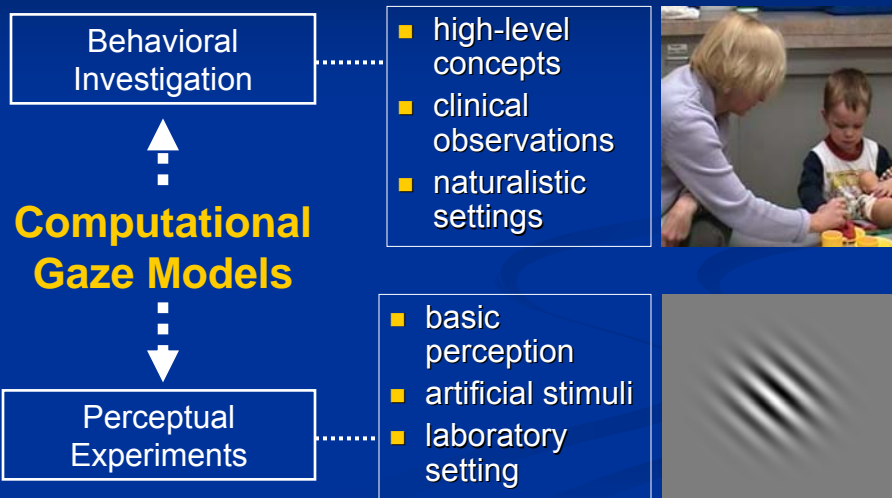 Behavioral
Investigation
high-level
concepts
clinical
observations
naturalistic
settings
Computational
Gaze Models
basic
perception
artificial stimuli
laboratory
setting
Perceptual
Experiments